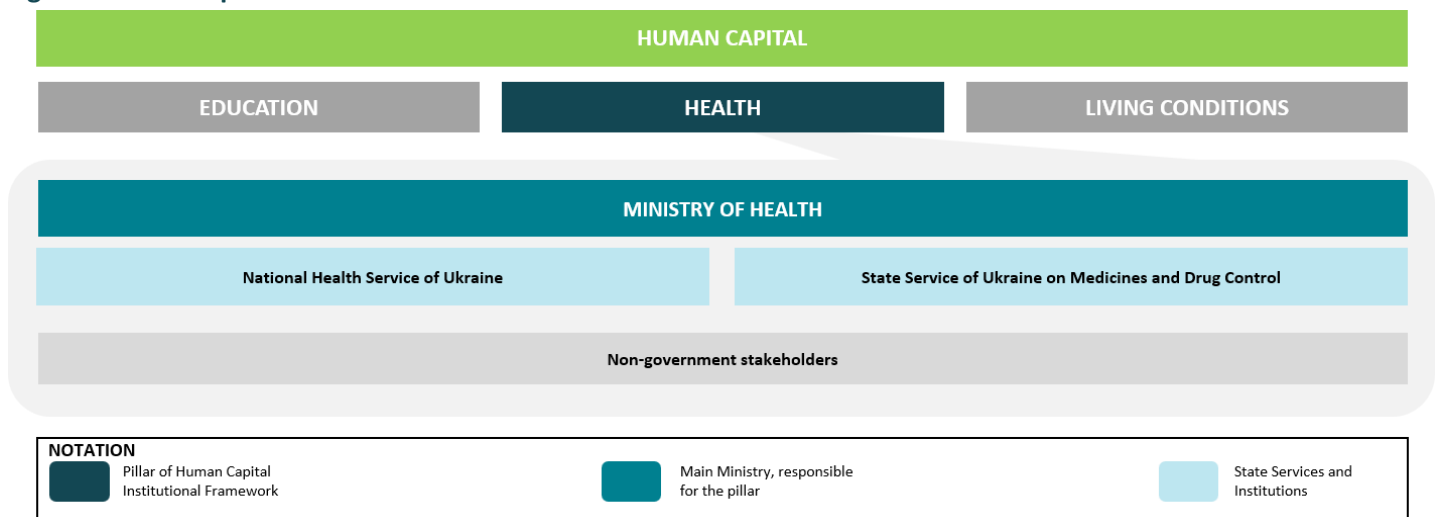 HUMAN CAPITAL
EDUCATION
HEALTH
LIVING CONDITIONS
MINISTRY OF HEALTH
National Health Service of Ukraine
State Service of Ukraine on Medicines and Drug Control
Non-government stakeholders
NOTATION
Pillar of Human Capital
Institutional Framework
Main Ministry, responsible
for the pillar
State Services and
Institutions